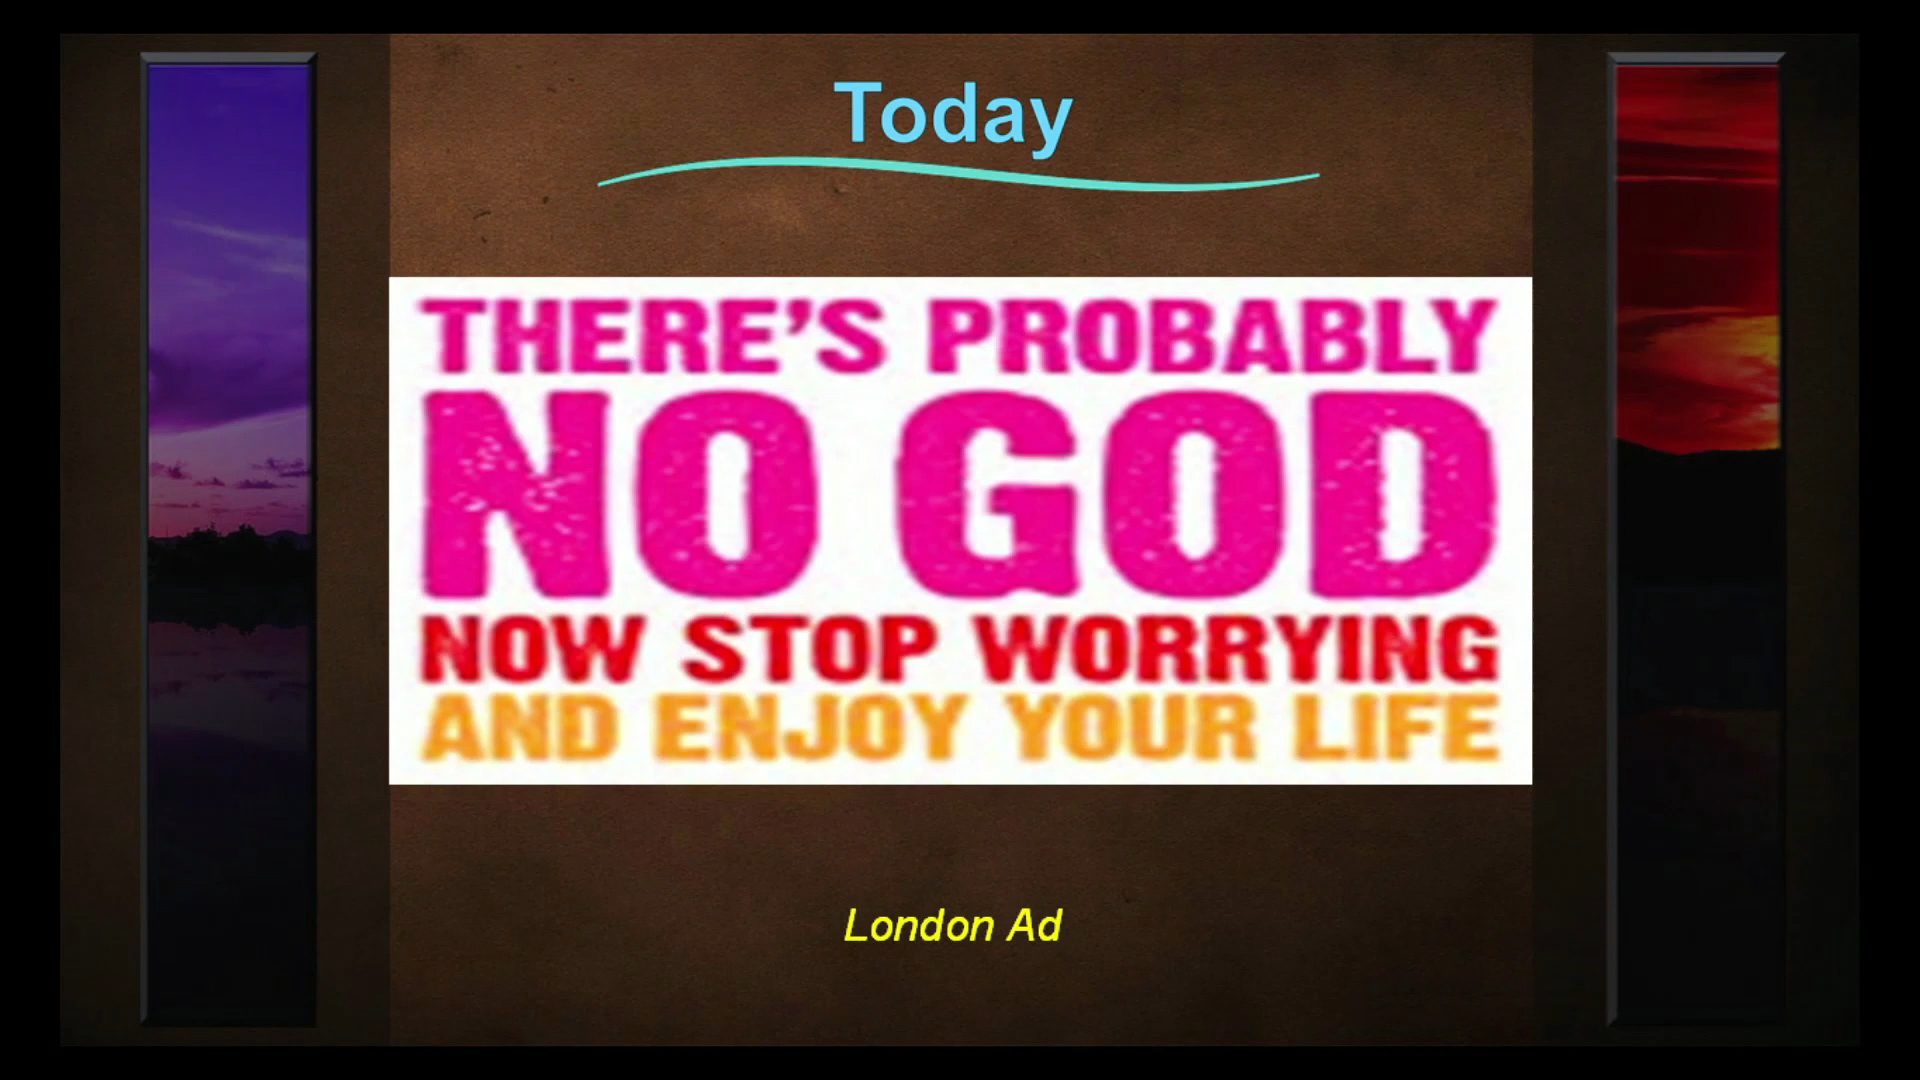 Today
THERE'S PROBABLY
NO GOD
NOW STOP WORRYING
AND ENJOY YOUR LIFE
London Ad